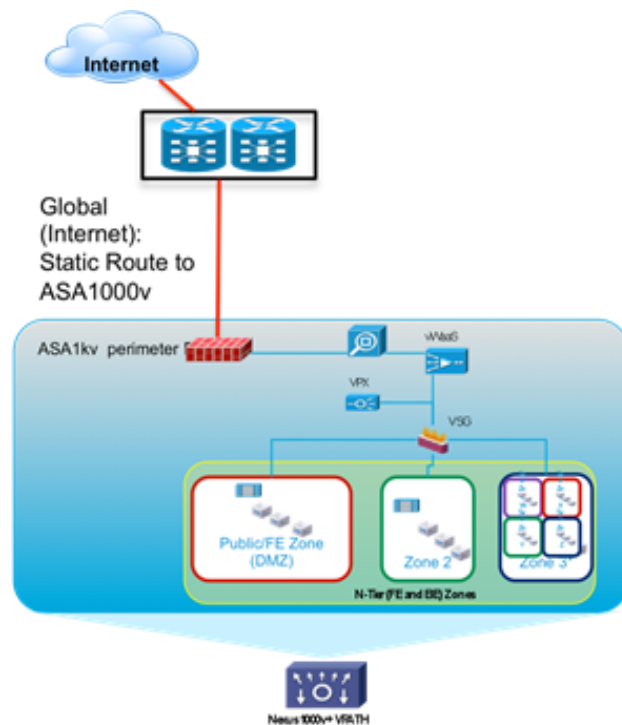 Internet
Global
(Internet):
Static Route to
ASA1000v
ASA1kv perimeter
vWaaS
VPX
VSG
Public/FE Zone
(DMZ)
Zone 2
Zone 3
N-Tier (FE and BE) Zones
Nexus 1000v+ VPATH